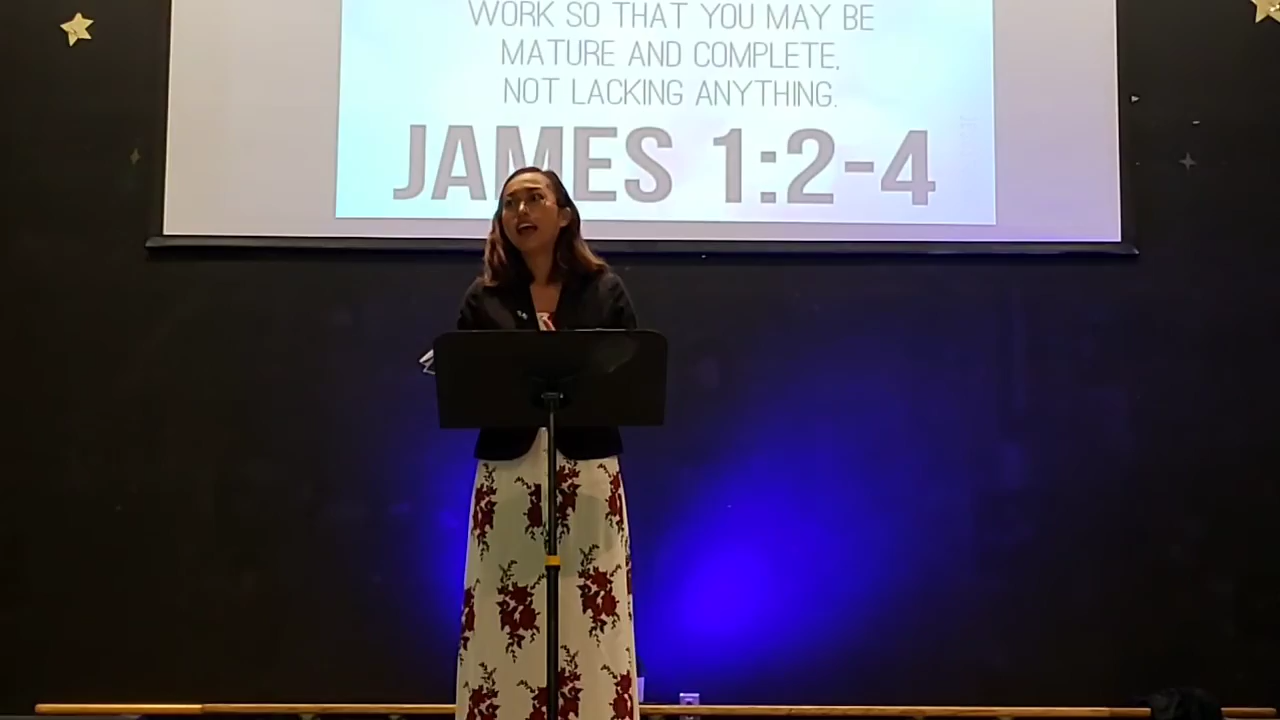 WORK SO THAT YOU MAY BE
MATURE AND COMPLETE,
NOT LACKING ANYTHING.
JAMES 1:2-4